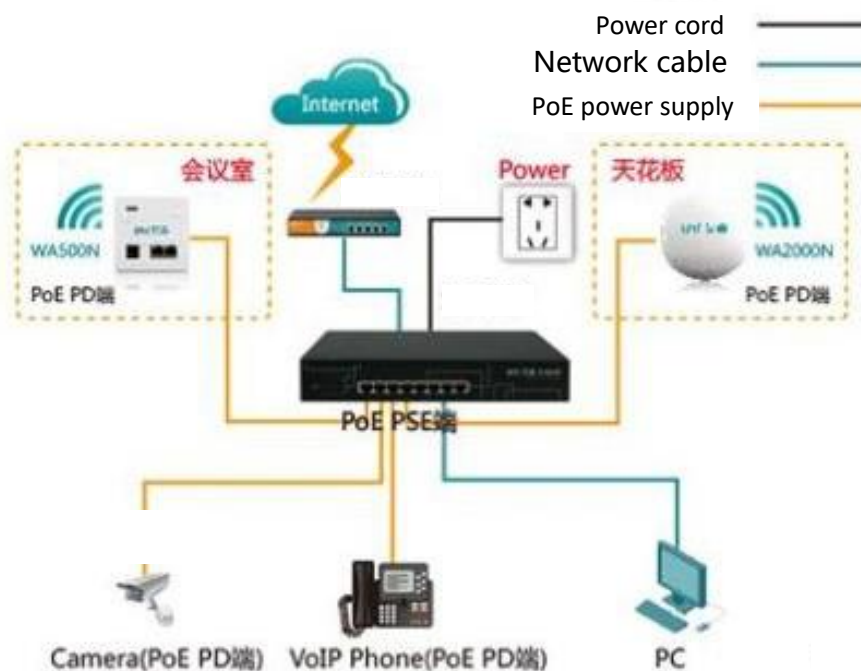 Power cord
Network cable
PoE power supply
Internet
会议室
Power
天花板
WA500N
WA2000N
PoE PD端
PoE PD端
PoE PSE端
Camera(PoE PD端)
VoIP Phone(PoE PD端)
PC